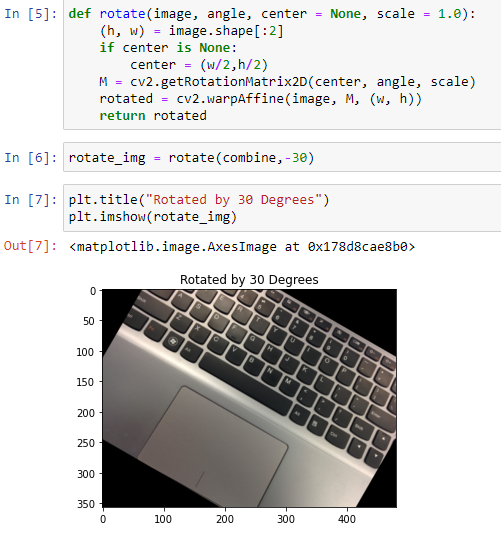 In [5]: def rotate(image, angle, center = None, scale = 1.0):
    (h, w) = image.shape[:2]
    if center is None:
        center = (w/2,h/2)
    M = cv2.getRotationMatrix2D(center, angle, scale)
    rotated = cv2.warpAffine(image, M, (w, h))
    return rotated
In [6]: rotate_img = rotate(combine,-30)
In [7]: plt.title("Rotated by 30 Degrees")
plt.imshow(rotate_img)
Out[7]: <matplotlib.image.AxesImage at 0x178d8cae8b0>
Rotated by 30 Degrees
0
50
100
150
200
250
300
350
0 100 200 300 400